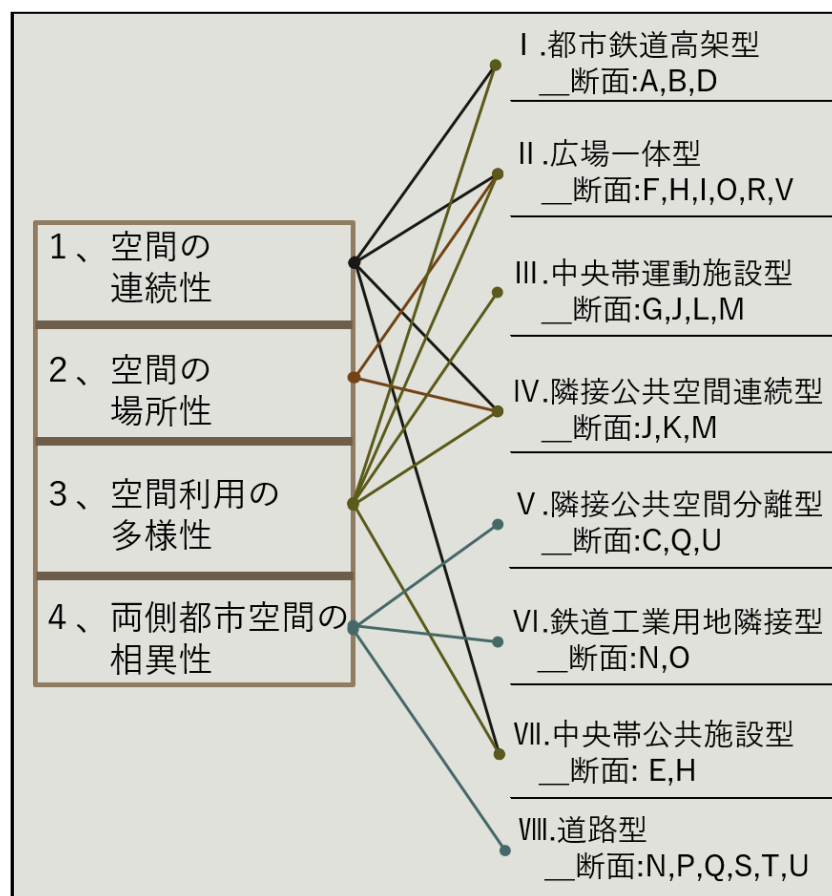 1、空間の
連続性
2、空間の
場所性
3、空間利用の
多様性
4、両側都市空間の
相異性
Ⅰ.都市鉄道高架型
__断面:A,B,D
Ⅱ.広場一体型
__断面:F,H,I,O,R,V
Ⅲ.中央帯運動施設型
__断面:G,J,L,M
Ⅳ.隣接公共空間連続型
__断面:J,K,M
Ⅴ.隣接公共空間分離型
__断面:C,Q,U
Ⅵ.鉄道工業用地隣接型
__断面:N,O
Ⅶ.中央帯公共施設型
__断面: E,H
Ⅷ.道路型
__断面:N,P,Q,S,T,U